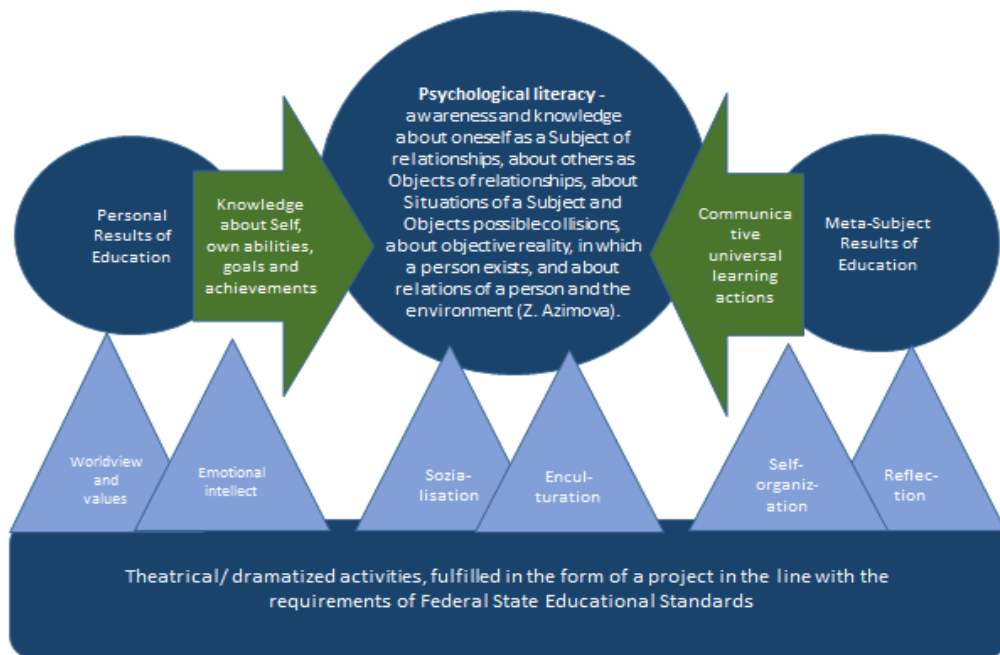 Personal
Results of
Education
Knowledge
about Self,
own abilities,
goals and
achievements
Psychological literacy -
awareness and knowledge
about oneself as a Subject of
relationships, about others as
Objects of relationships, about
Situations of a Subject and
Objects possible collisions,
about objective reality, in which
a person exists, and about
relations of a person and the
environment (Z. Azimova).
Communica
tive
universal
learning
actions
Meta-Subject
Results of
Education
Worldview
and
values
Emotional
intellect
Sozia-
lisation
Encul-
turation
Self-
organiz-
ation
Reflec-
tion
Theatrical/ dramatized activities, fulfilled in the form of a project in the line with the
requirements of Federal State Educational Standards